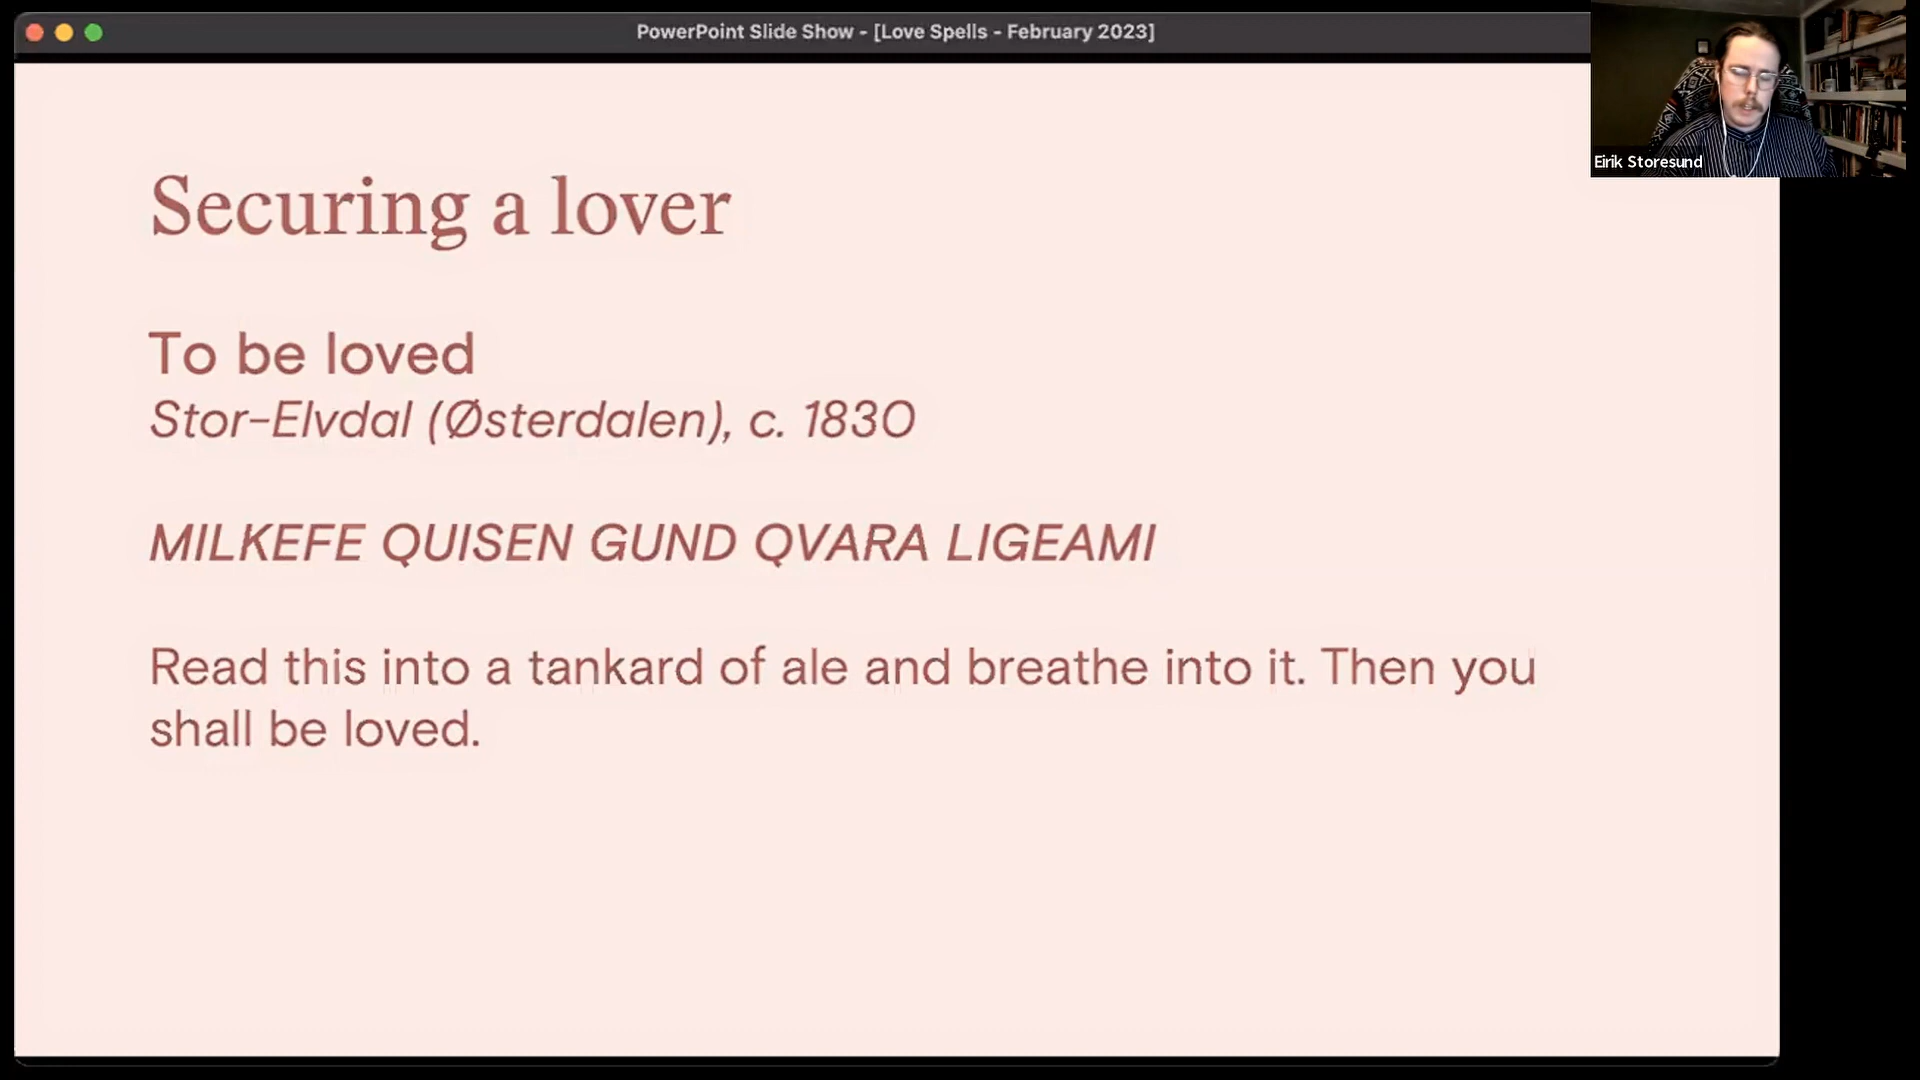 PowerPoint Slide Show - [Love Spells - February 2023]
Eirik Storesund
Securing a lover
To be loved
Stor-Elvdal (Østerdalen), c. 1830
MILKEFE QUISEN GUND QVARA LIGEAMI
Read this into a tankard of ale and breathe into it. Then you
shall be loved.